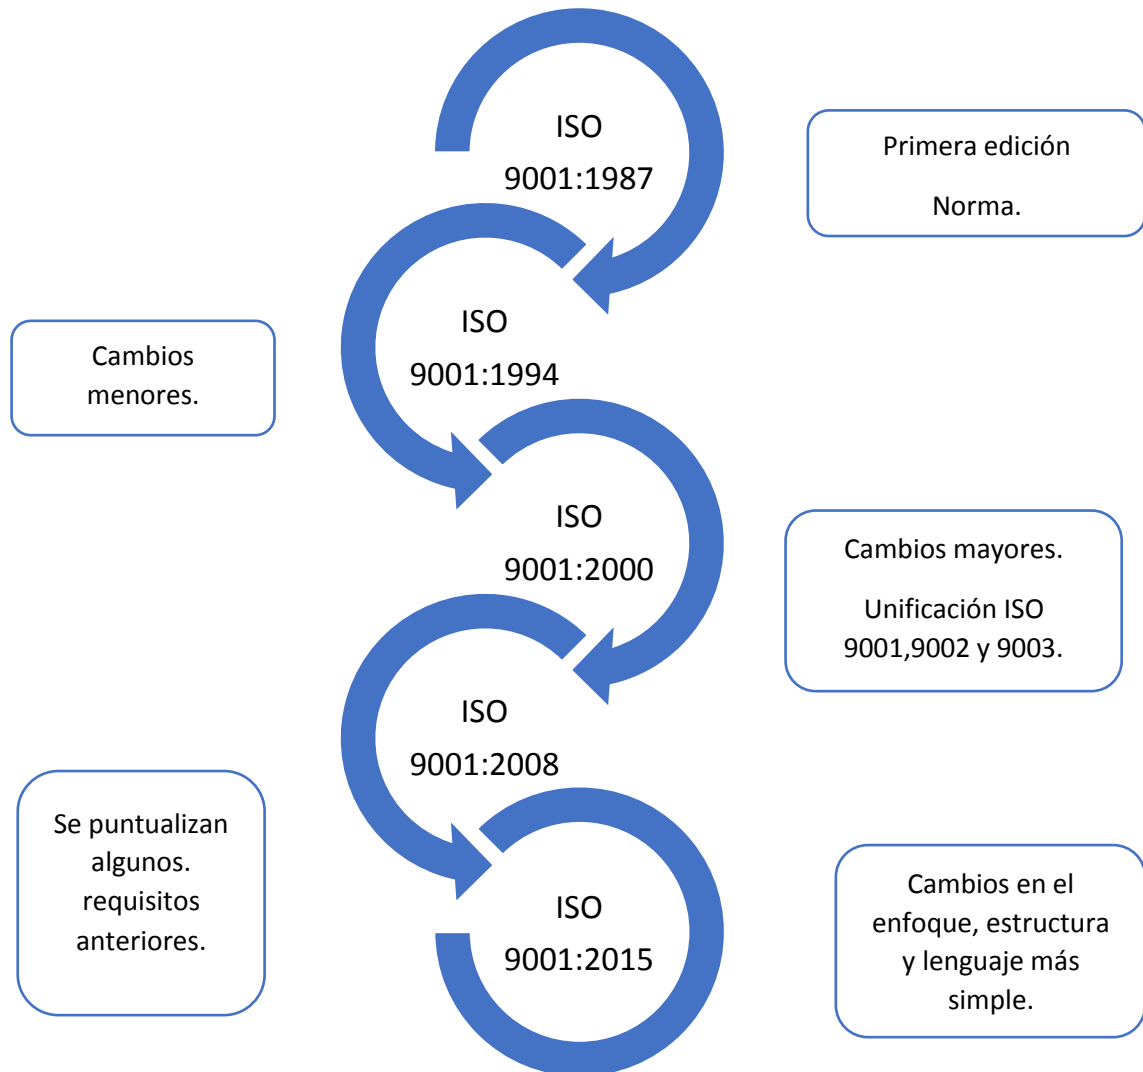 ISO
9001:1987
Primera edición
Norma.
ISO
9001:1994
Cambios
menores.
ISO
9001:2000
Cambios mayores.
Unificación ISO
9001,9002 y 9003.
ISO
9001:2008
Se puntualizan
algunos.
requisitos
anteriores.
ISO
9001:2015
Cambios en el
enfoque, estructura
y lenguaje más
simple.